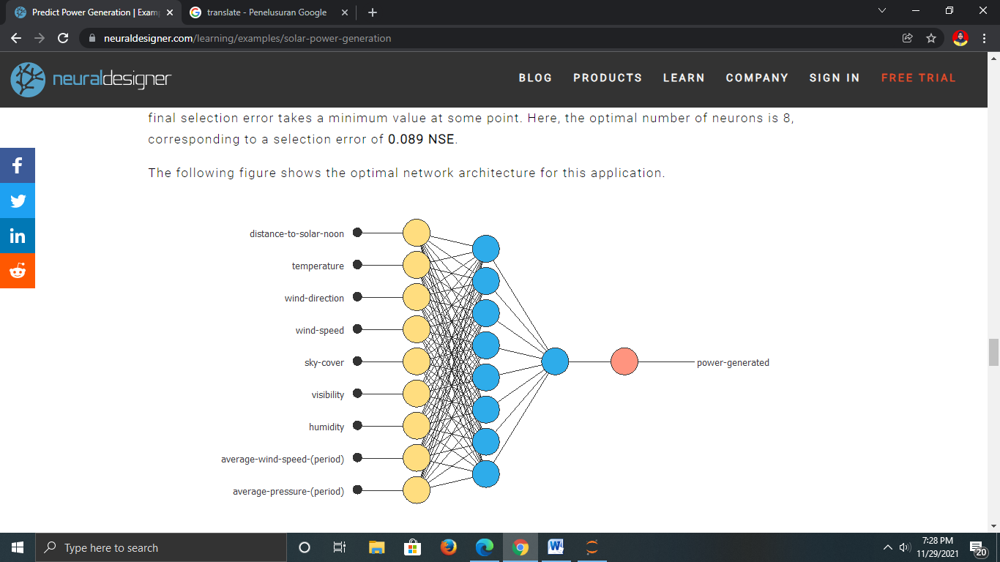 Predict Power Generation | Exam
translate - Penelusuran Google
neuraldesigner.com/learning/examples/solar-power-generation
neuraldesigner
BLOG PRODUCTS LEARN COMPANY SIGN IN FREE TRIAL
final selection error takes a minimum value at some point. Here, the optimal number of neurons is 8,
corresponding to a selection error of 0.089 NSE.
The following figure shows the optimal network architecture for this application.
distance-to-solar-noon
temperature
wind-direction
wind-speed
sky-cover
visibility
humidity
average-wind-speed-(period)
average-pressure-(period)
power-generated
Type here to search
7:28 PM
11/29/2021
20